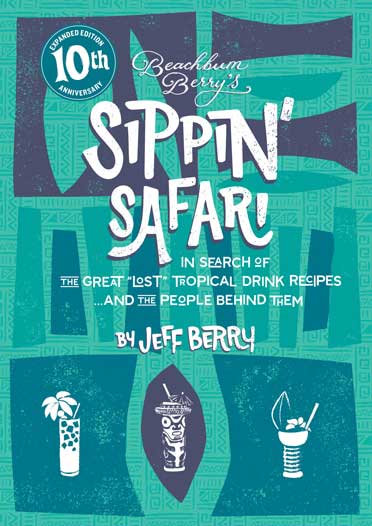 EXPANDED EDITION
10th
ANNIVERSARY
Beachbum
Berry's
SIPPIN'
SAFARI
IN SEARCH OF
THE GREAT "LOST" TROPICAL DRINK RECIPES
...AND THE PEOPLE BEHIND THEM
BY JEFF BERRY